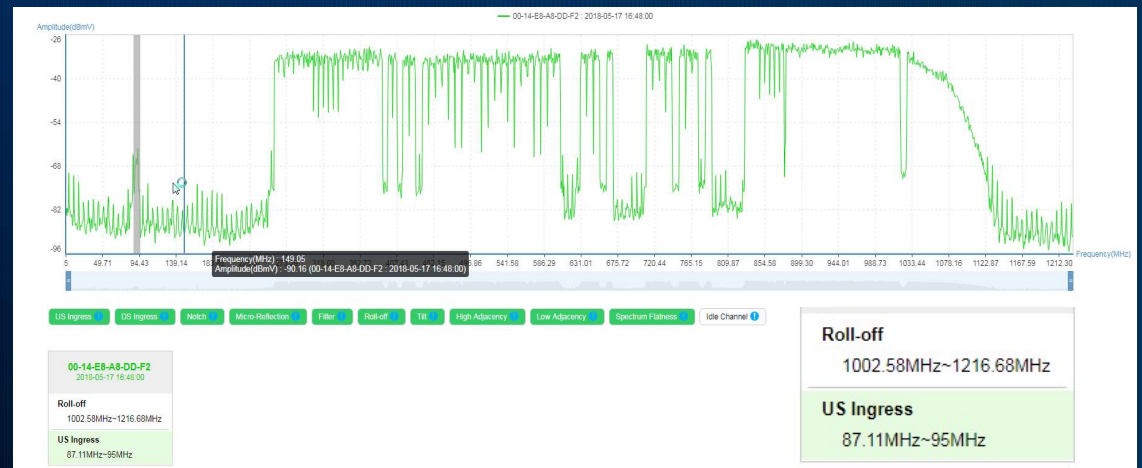 00-14-E8-A8-DD-F2 : 2018-05-17 16:48:00
Amplitude(dBmV)
-26
-40
-54
-68
-82
-96
5 49.71 94.43 139.14 541.58 586.29 631.01 675.72 720.44 765.15 809.87 854.58 899.30 944.01 988.73 1033.44 1078.16 1122.87 1167.59 1212.30
Frequency(MHz)
Frequency(MHz) : 149.05
Amplitude(dBmV) : -90.16 (00-14-E8-A8-DD-F2 : 2018-05-17 16:48:00)
US Ingress DS Ingress Notch Micro-Reflection Filter Roll-off Tilt High Adjacency Low Adjacency Spectrum Flatness Idle Channel
00-14-E8-A8-DD-F2
2018-05-17 16:48:00
Roll-off
1002.58MHz~1216.68MHz
US Ingress
87.11MHz~95MHz
Roll-off
1002.58MHz~1216.68MHz
US Ingress
87.11MHz~95MHz